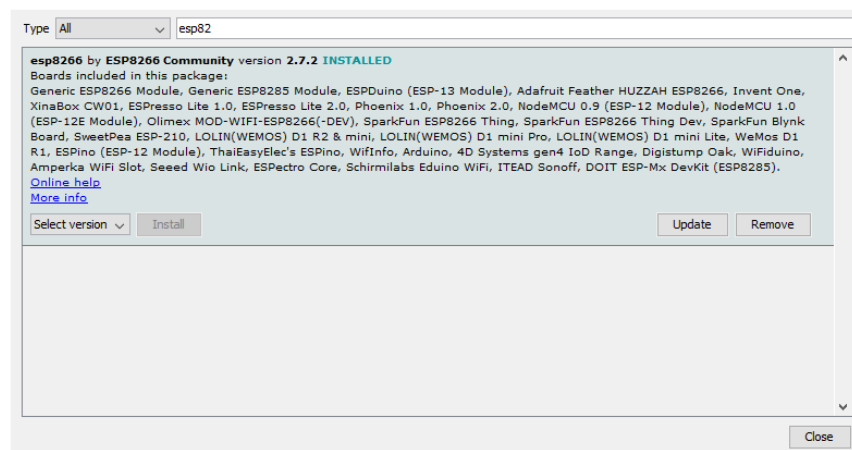 Type All esp82
esp8266 by ESP8266 Community version 2.7.2 INSTALLED
Boards included in this package:
Generic ESP8266 Module, Generic ESP8285 Module, ESPDuino (ESP-13 Module), Adafruit Feather HUZZAH ESP8266, Invent One,
XinaBox CW01, ESPresso Lite 1.0, ESPresso Lite 2.0, Phoenix 1.0, Phoenix 2.0, NodeMCU 0.9 (ESP-12 Module), NodeMCU 1.0
(ESP-12E Module), Olimex MOD-WIFI-ESP8266(-DEV), SparkFun ESP8266 Thing, SparkFun ESP8266 Thing Dev, SparkFun Blynk
Board, SweetPea ESP-210, LOLIN(WEMOS) D1 R2 & mini, LOLIN(WEMOS) D1 mini Pro, LOLIN(WEMOS) D1 mini Lite, WeMos D1
R1, ESPino (ESP-12 Module), ThaiEasyElec's ESPino, WifInfo, Arduino, 4D Systems gen4 IoD Range, Digistump Oak, WiFiduino,
Amperka WiFi Slot, Seeed Wio Link, ESPectro Core, Schirmilabs Eduino WiFi, ITEAD Sonoff, DOIT ESP-Mx DevKit (ESP8285).
Online help
More info
Select version Install Update Remove
Close